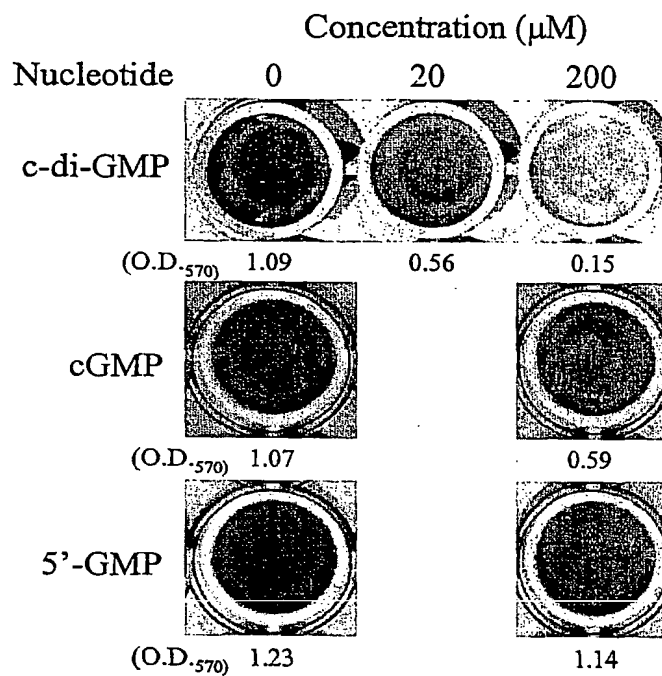 Concentration (μM)
Nucleotide 0 20 200
c-di-GMP
(O.D.570) 1.09 0.56 0.15
cGMP
(O.D.570) 1.07 0.59
5’-GMP
(O.D.570) 1.23 1.14